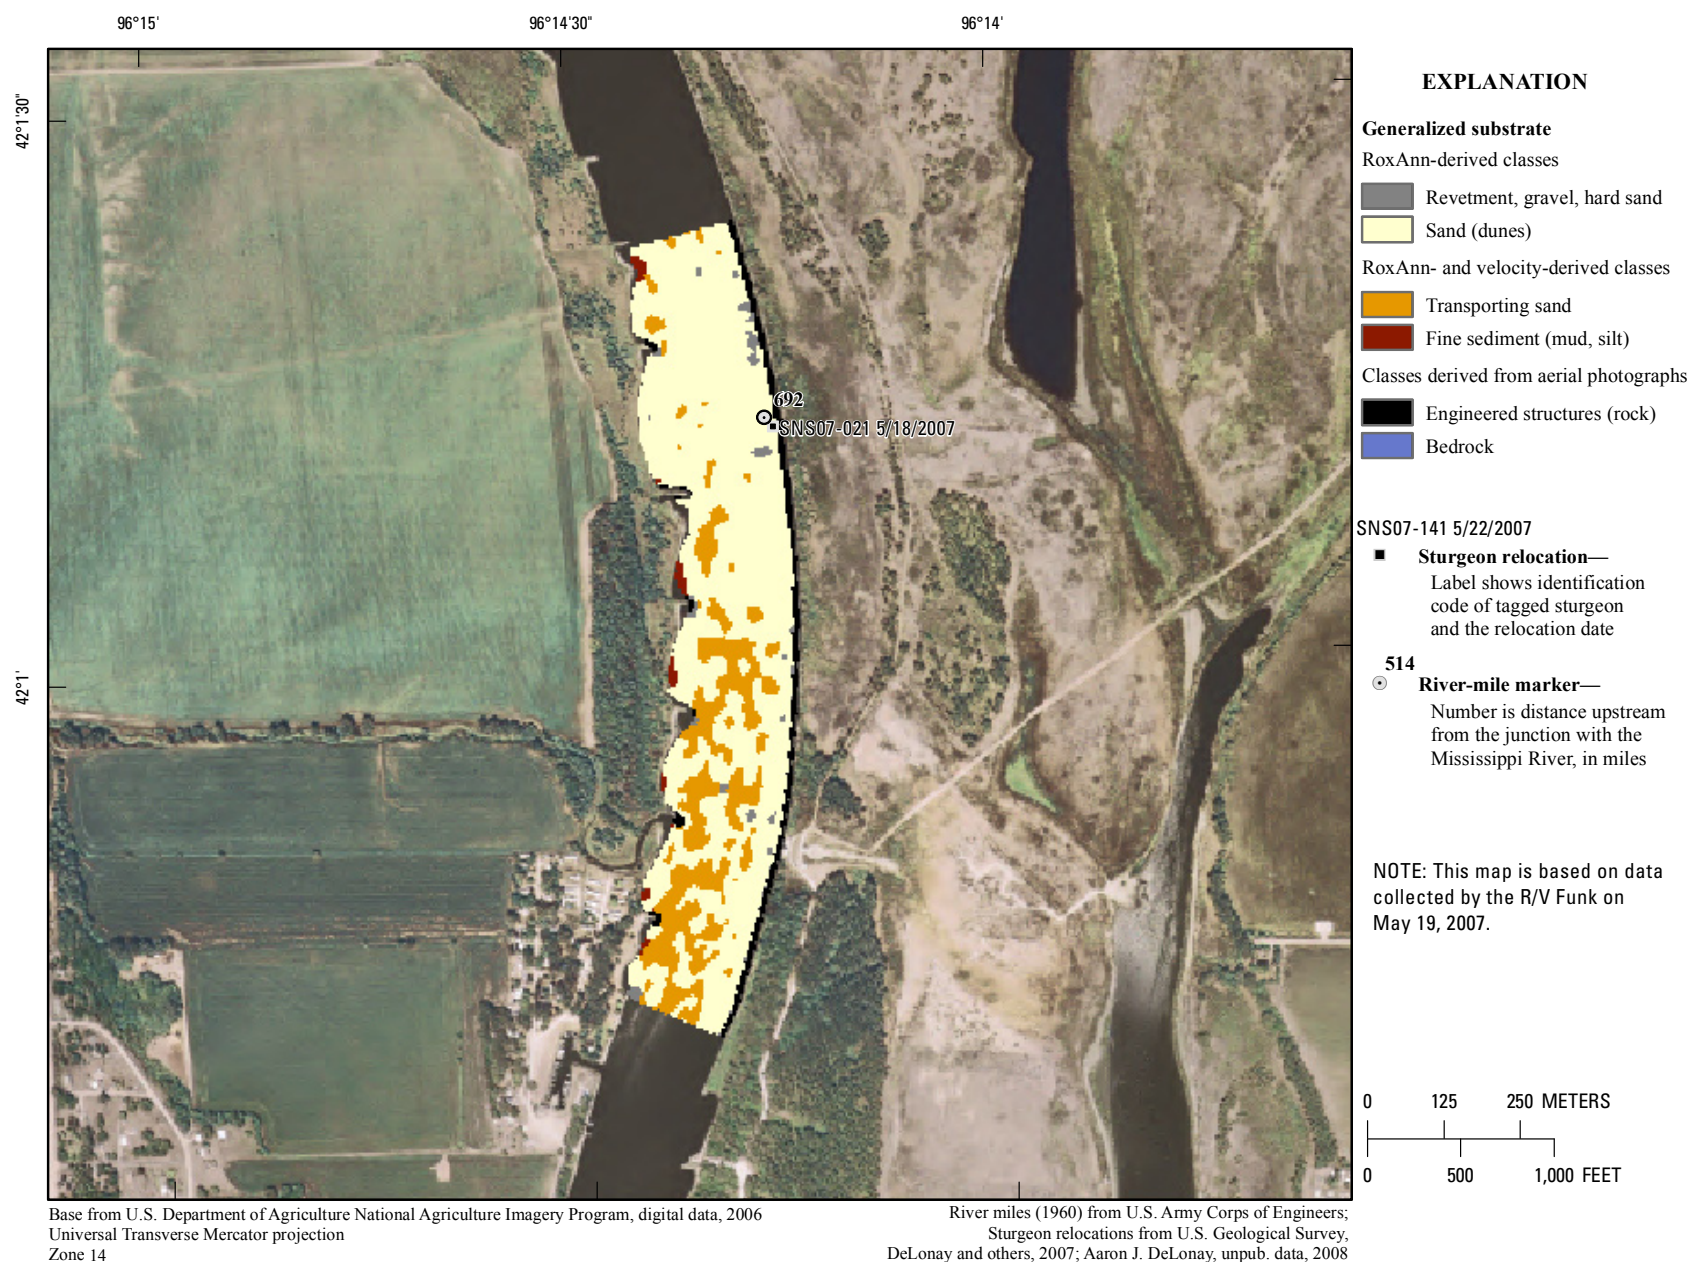 96°15'
96°14'30"
96°14'
42°1'30"
42°1'
692
SNS07-021 5/18/2007
EXPLANATION
Generalized substrate
RoxAnn-derived classes
Revetment, gravel, hard sand
Sand (dunes)
RoxAnn- and velocity-derived classes
Transporting sand
Fine sediment (mud, silt)
Classes derived from aerial photographs
Engineered structures (rock)
Bedrock
SNS07-141 5/22/2007
Sturgeon relocation—
Label shows identification
code of tagged sturgeon
and the relocation date
514
River-mile marker—
Number is distance upstream
from the junction with the
Mississippi River, in miles
NOTE: This map is based on data
collected by the R/V Funk on
May 19, 2007.
0 125 250 METERS
0 500 1,000 FEET
Base from U.S. Department of Agriculture National Agriculture Imagery Program, digital data, 2006
Universal Transverse Mercator projection
Zone 14
River miles (1960) from U.S. Army Corps of Engineers;
Sturgeon relocations from U.S. Geological Survey,
DeLonay and others, 2007; Aaron J. DeLonay, unpub. data, 2008